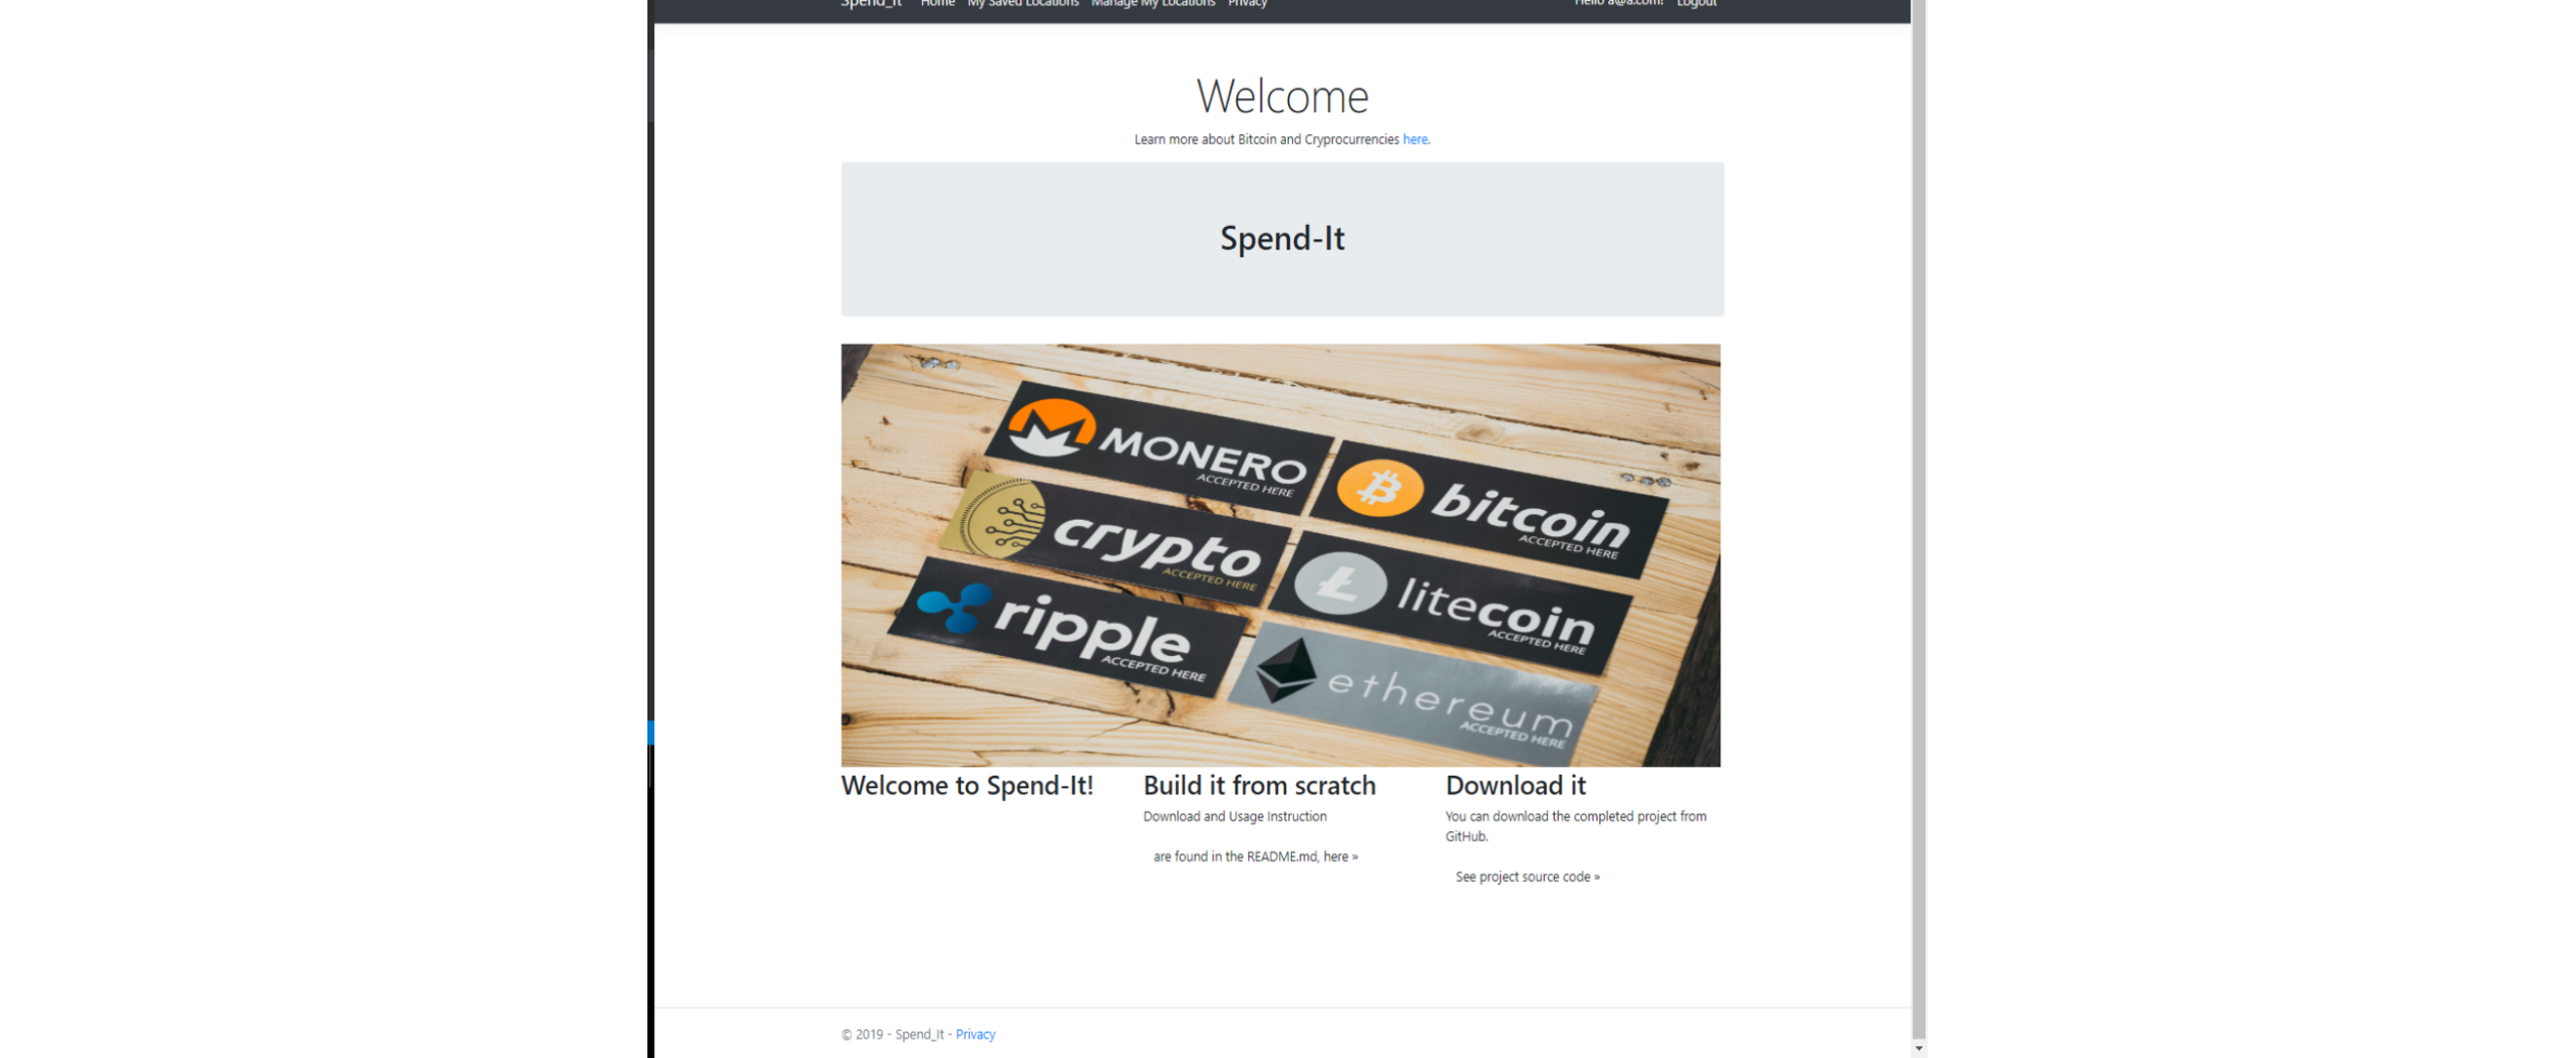 Spend_It Home My Saved Locations Manage My Locations Privacy Hello a@a.com! Logout
Welcome
Learn more about Bitcoin and Cryprocurrencies here.
Spend-It
MONERO
ACCEPTED HERE
bitcoin
ACCEPTED HERE
crypto
ACCEPTED HERE
litecoin
ACCEPTED HERE
ripple
ACCEPTED HERE
ethereum
ACCEPTED HERE
Welcome to Spend-It!
Build it from scratch
Download and Usage Instruction
are found in the README.md, here »
Download it
You can download the completed project from
GitHub.
See project source code »
© 2019 - Spend_It - Privacy